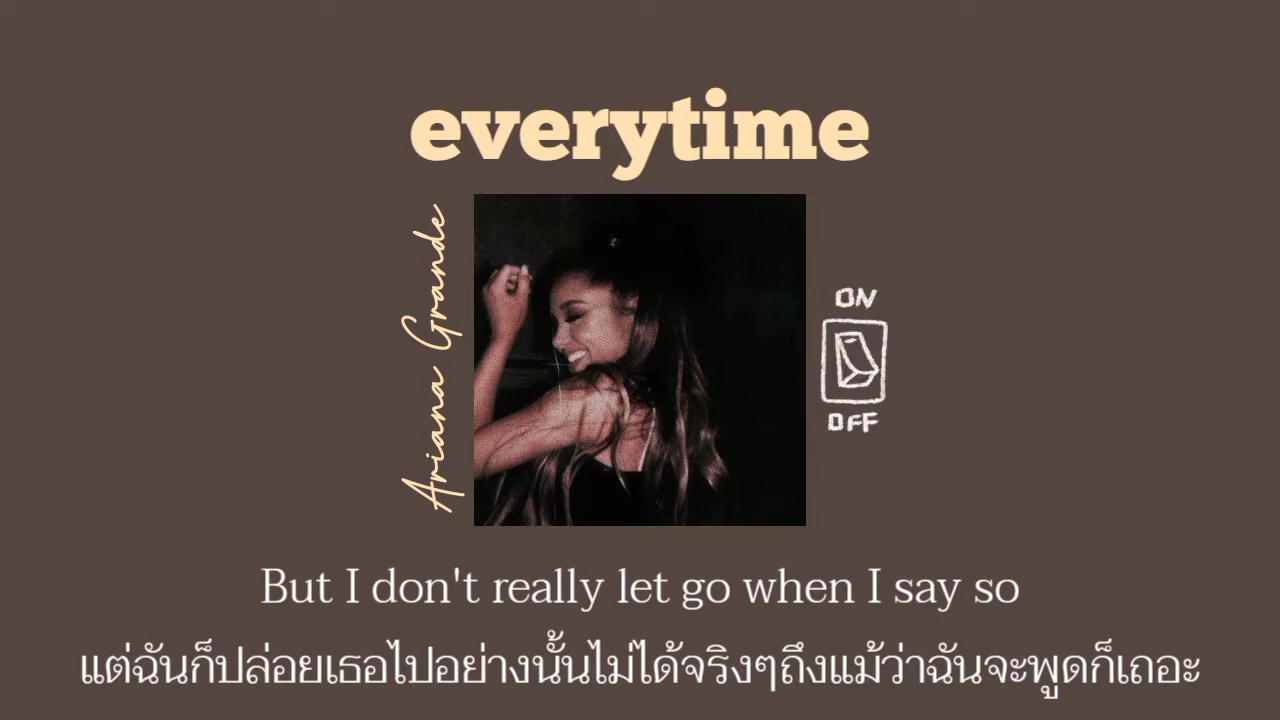 everytime
Ariana Grande
ON
OFF
But I don't really let go when I say so
แต่ฉันก็ปล่อยเธอไปอย่างนั้นไม่ได้จริงๆถึงแม้ว่าฉันจะพูดก็เถอะ